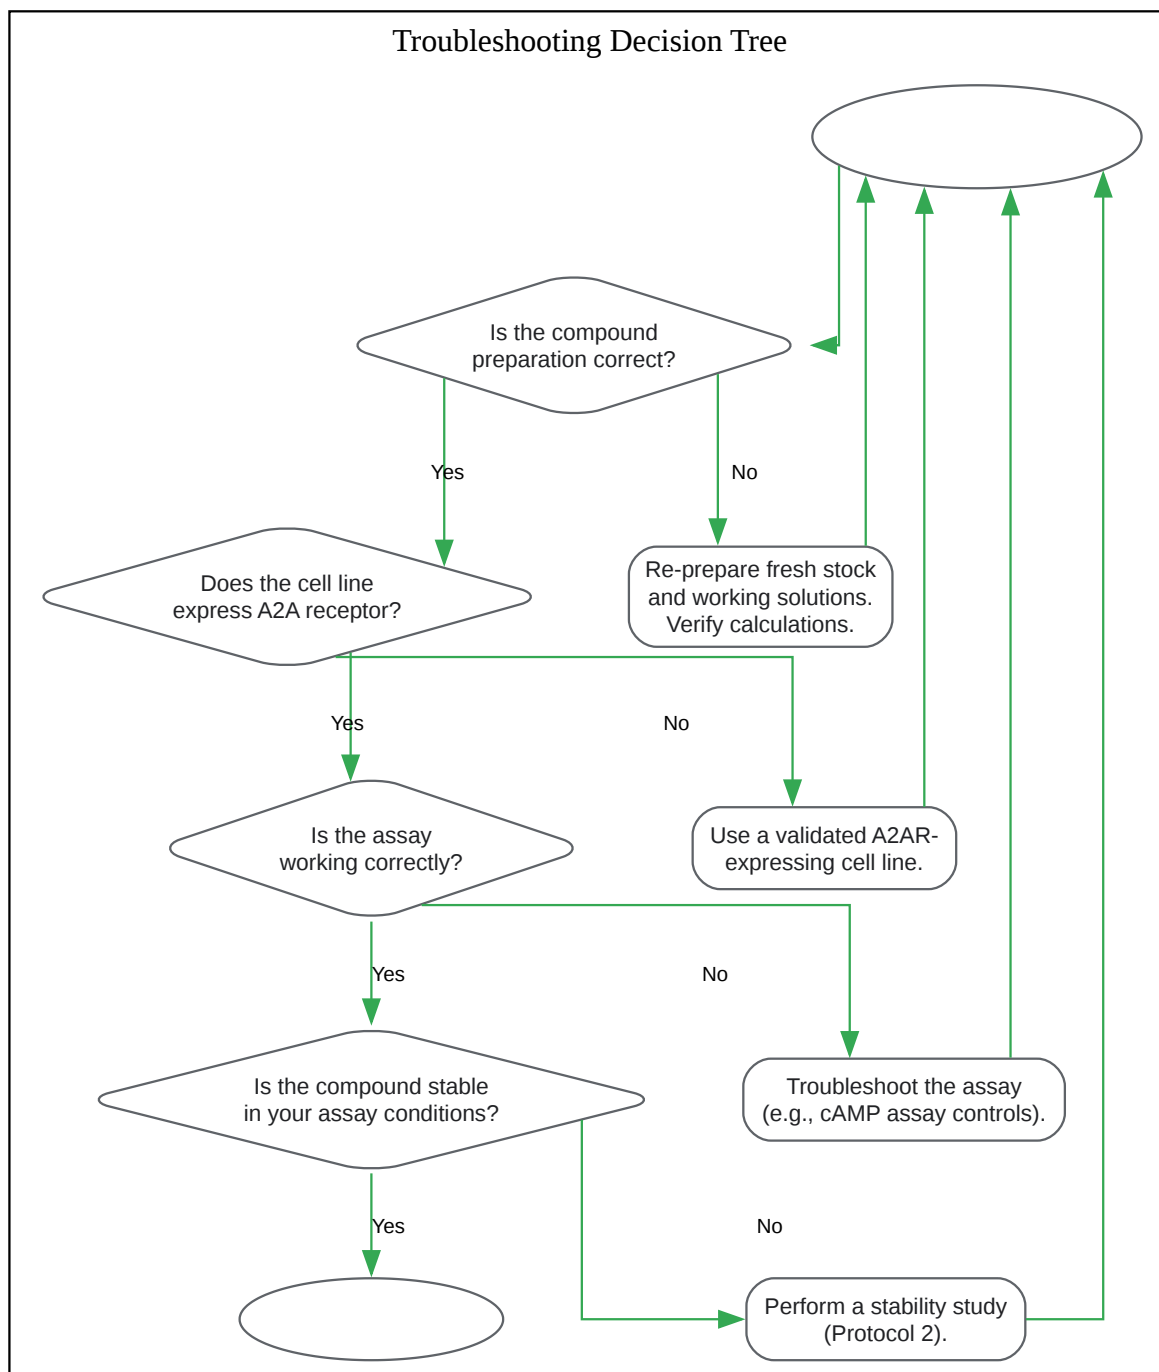 Troubleshooting Decision Tree
Is the compound
preparation correct?
Yes
No
Does the cell line
express A2A receptor?
Re-prepare fresh stock
and working solutions.
Verify calculations.
Yes
No
Is the assay
working correctly?
Use a validated A2AR-
expressing cell line.
Yes
No
Is the compound stable
in your assay conditions?
Troubleshoot the assay
(e.g., cAMP assay controls).
Yes
No
Perform a stability study
(Protocol 2).